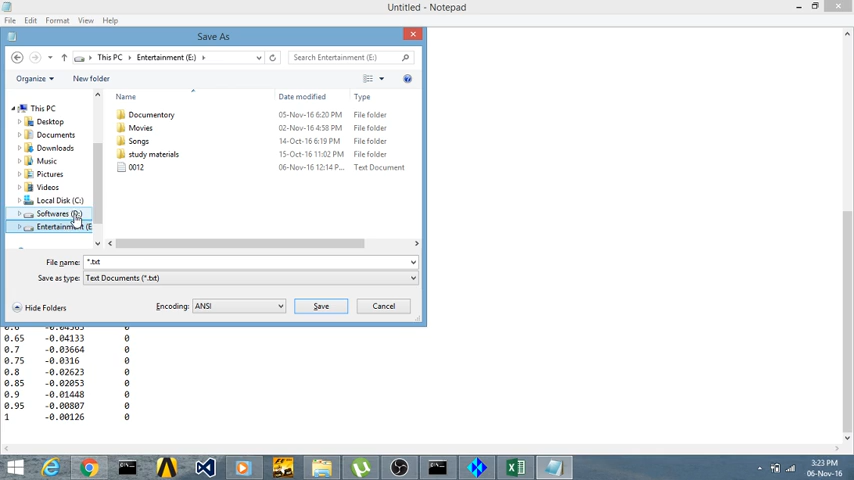 Untitled - Notepad
File Edit Format View Help
Save As
This PC Entertainment (E:)
Search Entertainment (E:)
Organize New folder
Name Date modified Type
This PC
Desktop
Documents
Downloads
Music
Pictures
Videos
Local Disk (C:)
Softwares (D:)
Entertainment (E
Documentory 05-Nov-16 6:20 PM File folder
Movies 02-Nov-16 4:58 PM File folder
Songs 14-Oct-16 6:19 PM File folder
study materials 15-Oct-16 11:02 PM File folder
0012 06-Nov-16 12:14 P... Text Document
File name: *.txt
Save as type: Text Documents (*.txt)
Hide Folders Encoding: ANSI Save Cancel
0.65 -0.04133 0
0.7 -0.03664 0
0.75 -0.0316 0
0.8 -0.02623 0
0.85 -0.02053 0
0.9 -0.01448 0
0.95 -0.00807 0
1 -0.00126 0
3:23 PM
06-Nov-16